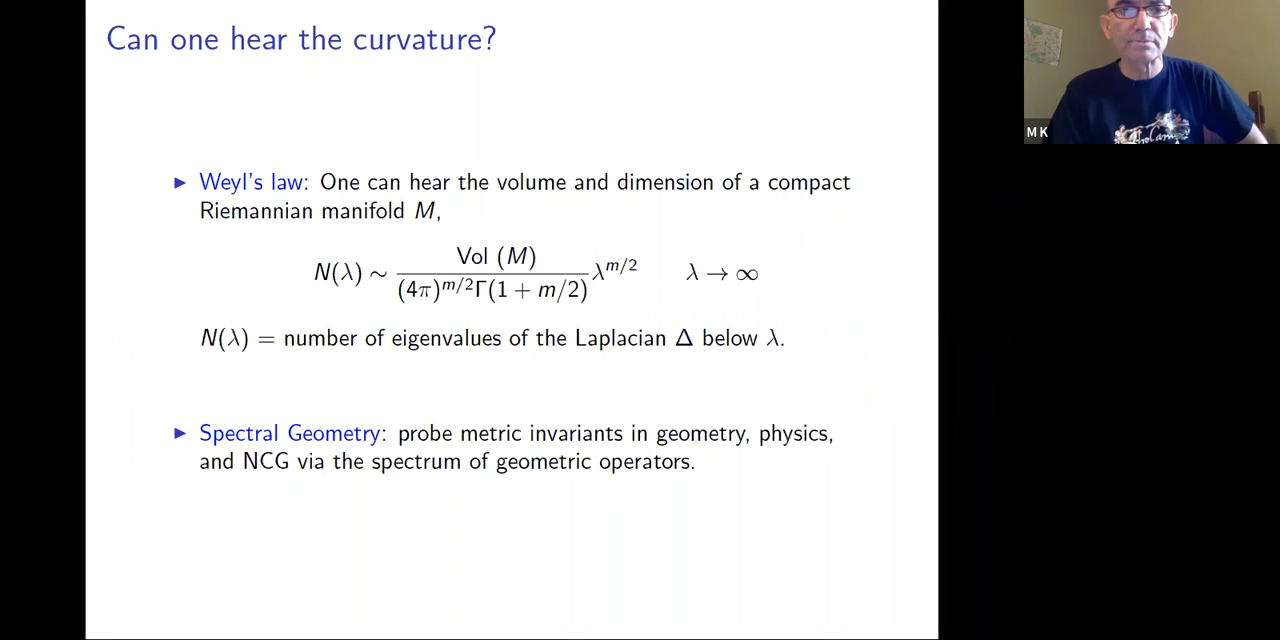 Can one hear the curvature?
▶ Weyl's law: One can hear the volume and dimension of a compact
Riemannian manifold M,
N(λ) ∼ Vol (M) / (4π)^{m/2}Γ(1 + m/2) λ^{m/2} λ → ∞
N(λ) = number of eigenvalues of the Laplacian Δ below λ.
▶ Spectral Geometry: probe metric invariants in geometry, physics,
and NCG via the spectrum of geometric operators.
M K